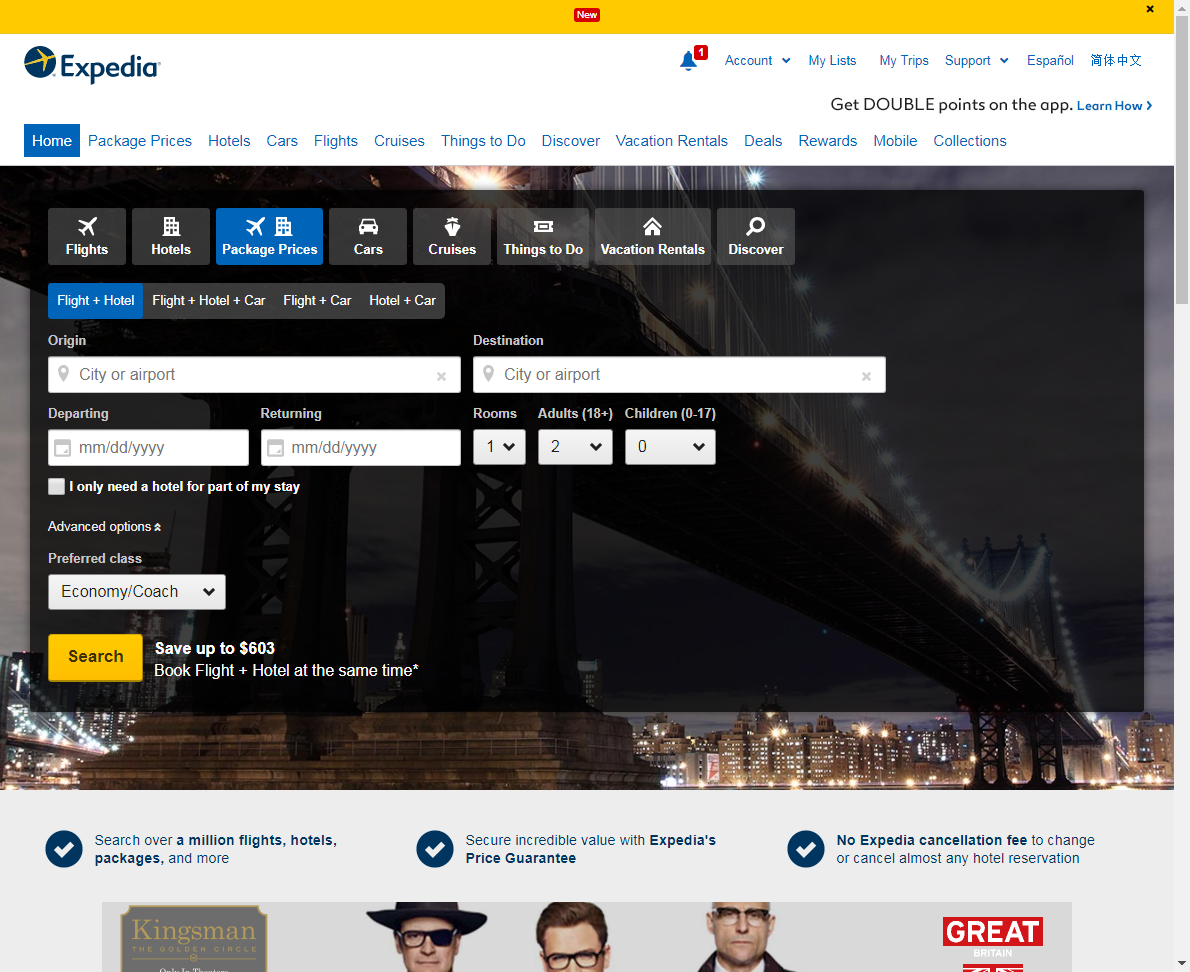 New
Expedia
1
Account
My Lists
My Trips
Support
Español
简体中文
Get DOUBLE points on the app. Learn How
Home
Package Prices
Hotels
Cars
Flights
Cruises
Things to Do
Discover
Vacation Rentals
Deals
Rewards
Mobile
Collections
Flights
Hotels
Package Prices
Cars
Cruises
Things to Do
Vacation Rentals
Discover
Flight + Hotel
Flight + Hotel + Car
Flight + Car
Hotel + Car
Origin
Destination
City or airport
City or airport
Departing
Returning
Rooms
Adults (18+)
Children (0-17)
mm/dd/yyyy
mm/dd/yyyy
1
2
0
I only need a hotel for part of my stay
Advanced options
Preferred class
Economy/Coach
Search
Save up to $603
Book Flight + Hotel at the same time*
Search over a million flights, hotels,
packages, and more
Secure incredible value with Expedia's
Price Guarantee
No Expedia cancellation fee to change
or cancel almost any hotel reservation
Kingsman
THE GOLDEN CIRCLE
Only In Theaters
GREAT
BRITAIN